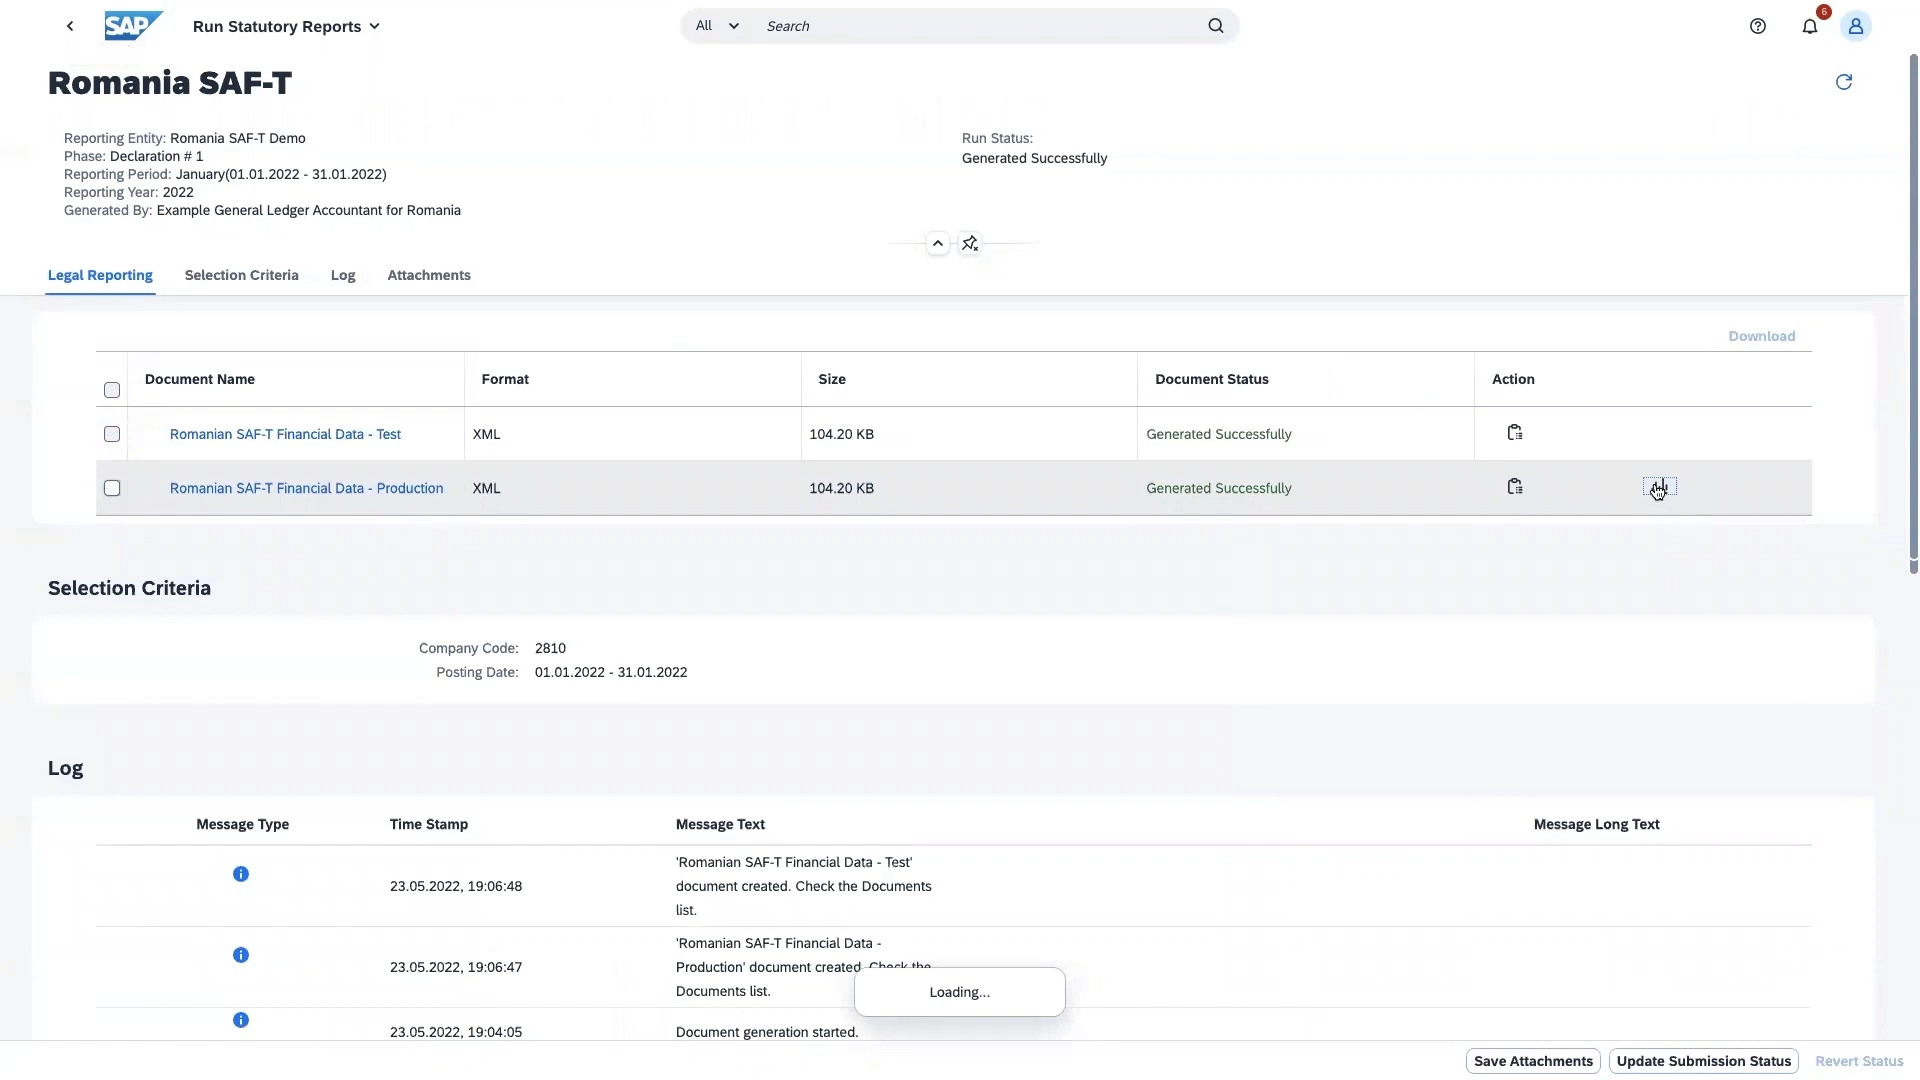 SAP
Run Statutory Reports
All
Search
6
Romania SAF-T
Reporting Entity: Romania SAF-T Demo
Phase: Declaration # 1
Reporting Period: January(01.01.2022 - 31.01.2022)
Reporting Year: 2022
Generated By: Example General Ledger Accountant for Romania
Run Status:
Generated Successfully
Legal Reporting Selection Criteria Log Attachments
Download
Document Name Format Size Document Status Action
Romanian SAF-T Financial Data - Test XML 104.20 KB Generated Successfully
Romanian SAF-T Financial Data - Production XML 104.20 KB Generated Successfully
Selection Criteria
Company Code: 2810
Posting Date: 01.01.2022 - 31.01.2022
Log
Message Type Time Stamp Message Text Message Long Text
23.05.2022, 19:06:48
'Romanian SAF-T Financial Data - Test'
document created. Check the Documents
list.
23.05.2022, 19:06:47
'Romanian SAF-T Financial Data -
Production' document created. Check the
Documents list.
Loading...
23.05.2022, 19:04:05 Document generation started.
Save Attachments Update Submission Status Revert Status